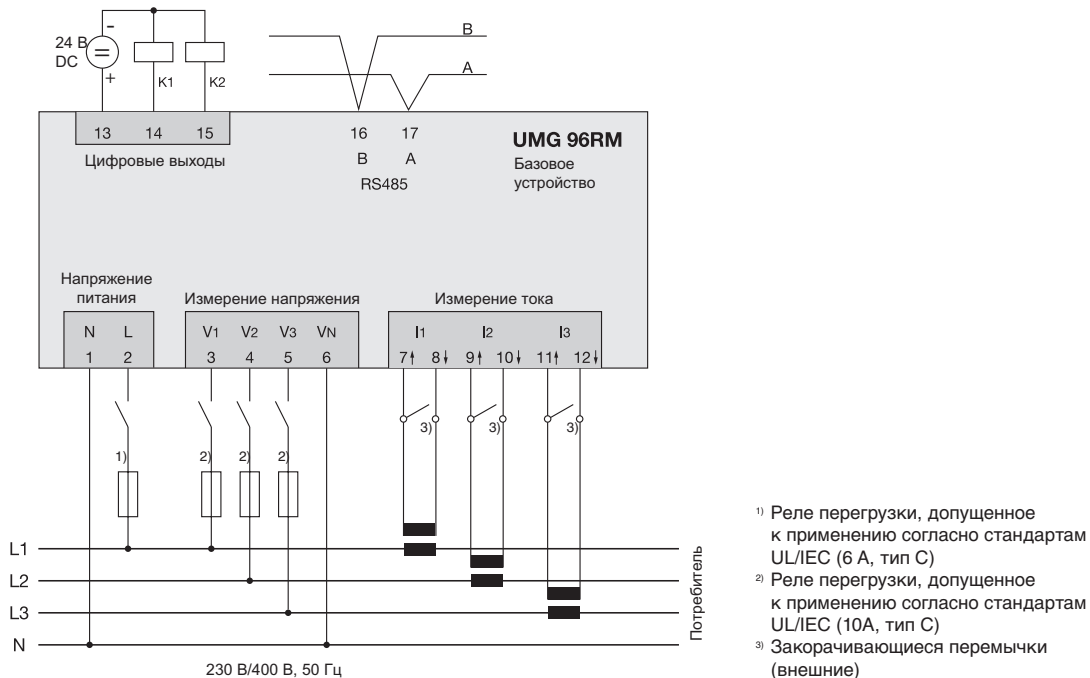 24 В
DC
-
=
+
K1
K2
B
A
13 14 15
Цифровые выходы
16 17
B A
RS485
UMG 96RM
Базовое
устройство
Напряжение
питания
Измерение напряжения
Измерение тока
N L
1 2
V1 V2 V3 VN
3 4 5 6
I1 I2 I3
7 8 9 10 11 12
1) 2) 2) 2)
3) 3) 3)
L1
L2
L3
N
Потребитель
230 В/400 В, 50 Гц
1) Реле перегрузки, допущенное
к применению согласно стандартам
UL/IEC (6 A, тип C)
2) Реле перегрузки, допущенное
к применению согласно стандартам
UL/IEC (10A, тип C)
3) Закорачивающиеся перемычки
(внешние)